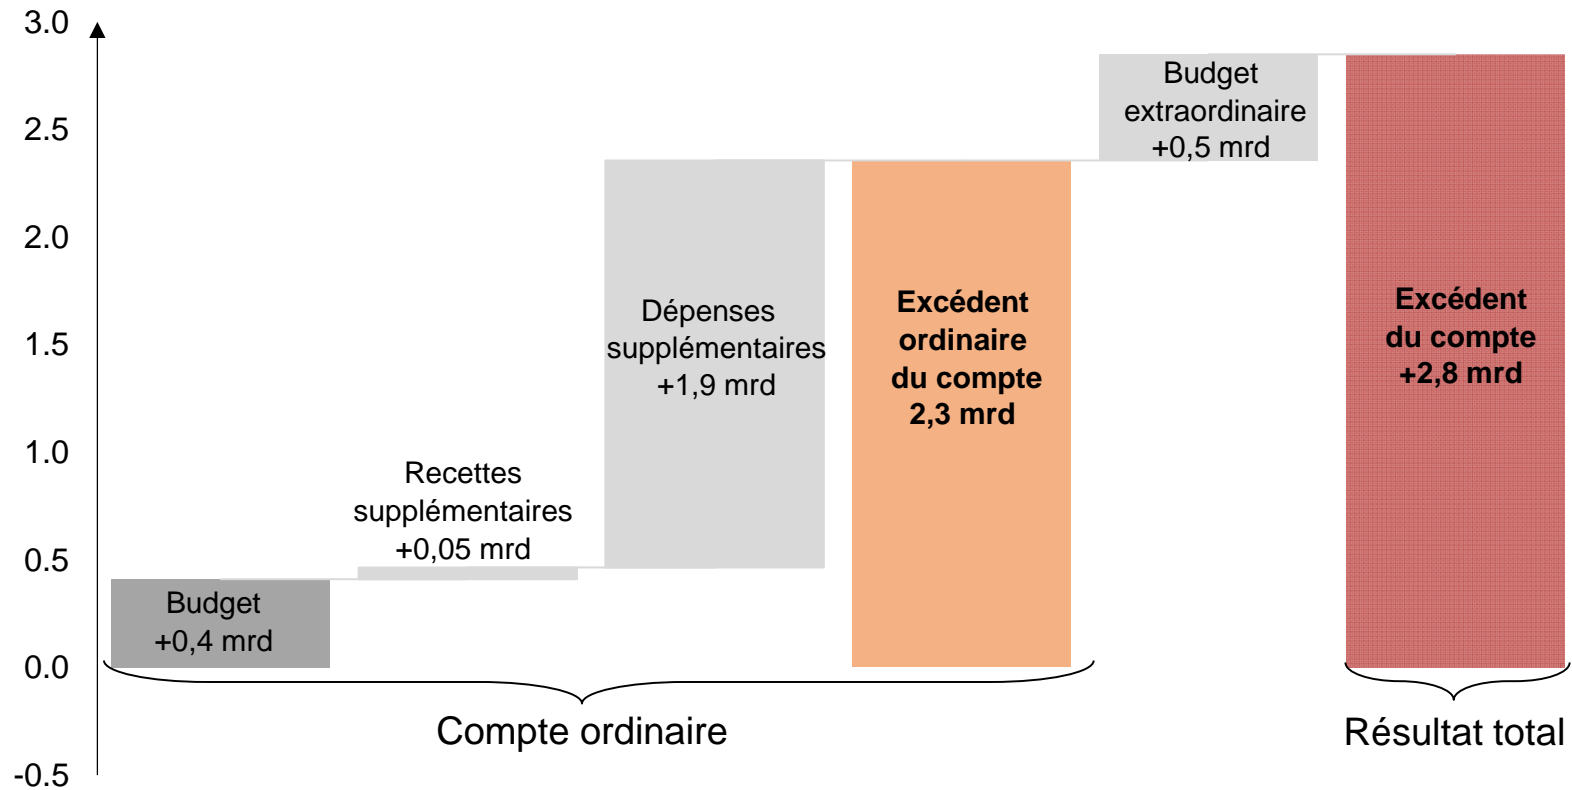 3.0
2.5
2.0
1.5
1.0
0.5
0.0
-0.5
Budget
+0,4 mrd
Recettes
supplémentaires
+0,05 mrd
Dépenses
supplémentaires
+1,9 mrd
Excédent
ordinaire
du compte
2,3 mrd
Budget
extraordinaire
+0,5 mrd
Excédent
du compte
+2,8 mrd
Compte ordinaire
Résultat total